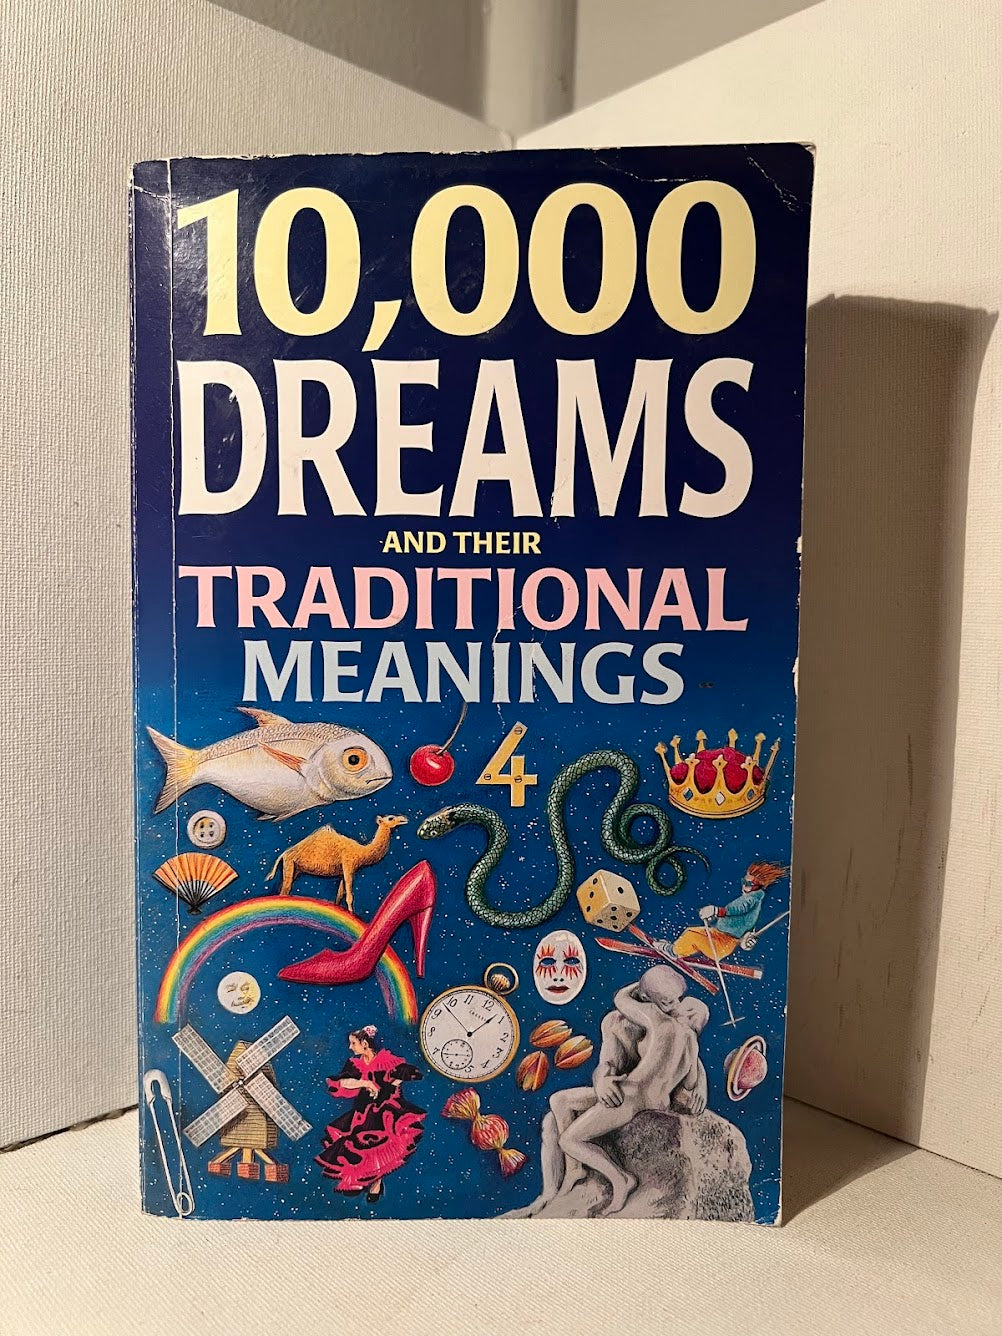 10,000
DREAMS
AND THEIR
TRADITIONAL
MEANINGS
4